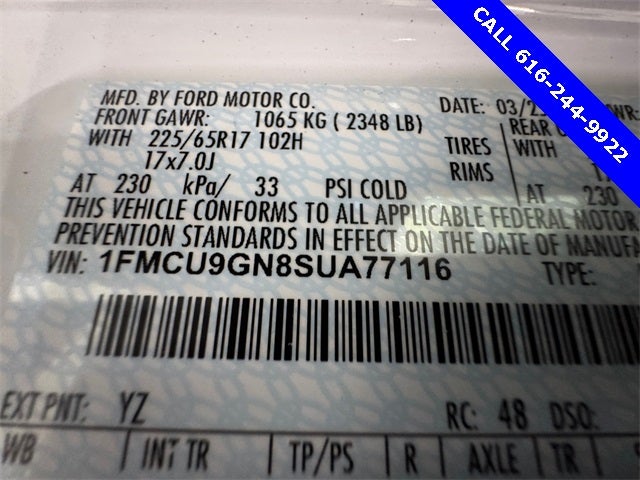 CALL 616-244-9922
MFD. BY FORD MOTOR CO. DATE: 03/2
FRONT GAWR: 1065 KG ( 2348 LB) REAR
WITH 225/65R17 102H TIRES WITH
17x7.0J RIMS
AT 230 kPa/ 33 PSI COLD AT 230
THIS VEHICLE CONFORMS TO ALL APPLICABLE FEDERAL MOTOR
PREVENTION STANDARDS IN EFFECT ON THE DATE OF MANUFA
VIN: 1FMCU9GN8SUA77116 TYPE:
EXT PNT: YZ RC: 48 DSO:
WB INT TR TP/PS R AXLE TR